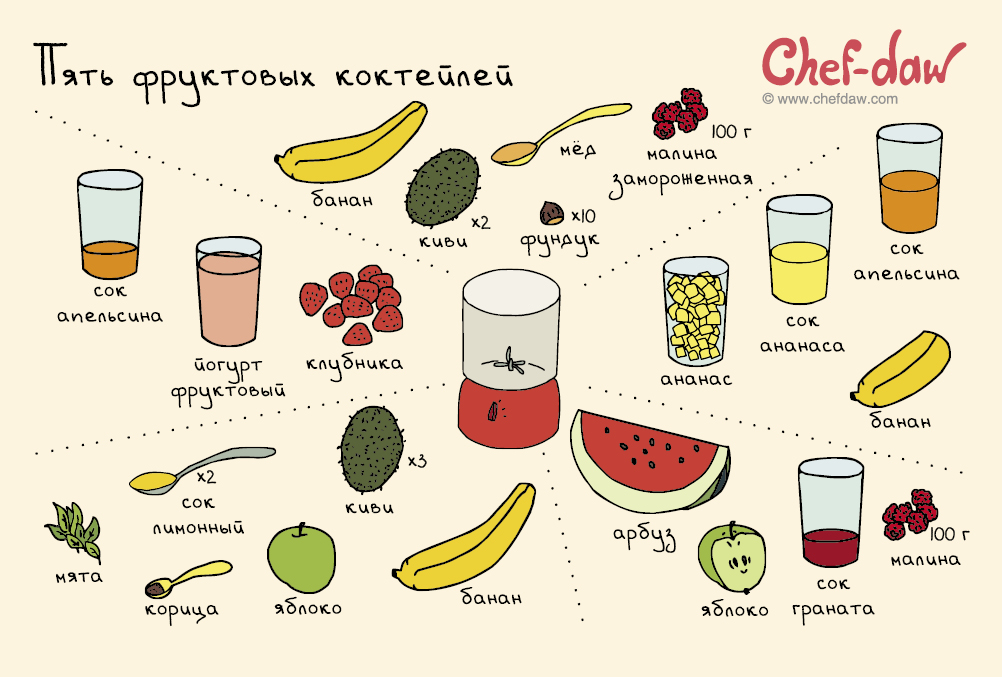 Пять фруктовых коктейлей
Chef-daw
© www.chefdaw.com
банан
киви x2
мёд
фундук x10
малина 100 г
замороженная
сок
апельсина
йогурт
фруктовый
клубника
ананас
сок
ананаса
сок
апельсина
банан
мята
x2
сок
лимонный
корица
яблоко
киви x3
банан
арбуз
яблоко
сок
граната
100 г
малина